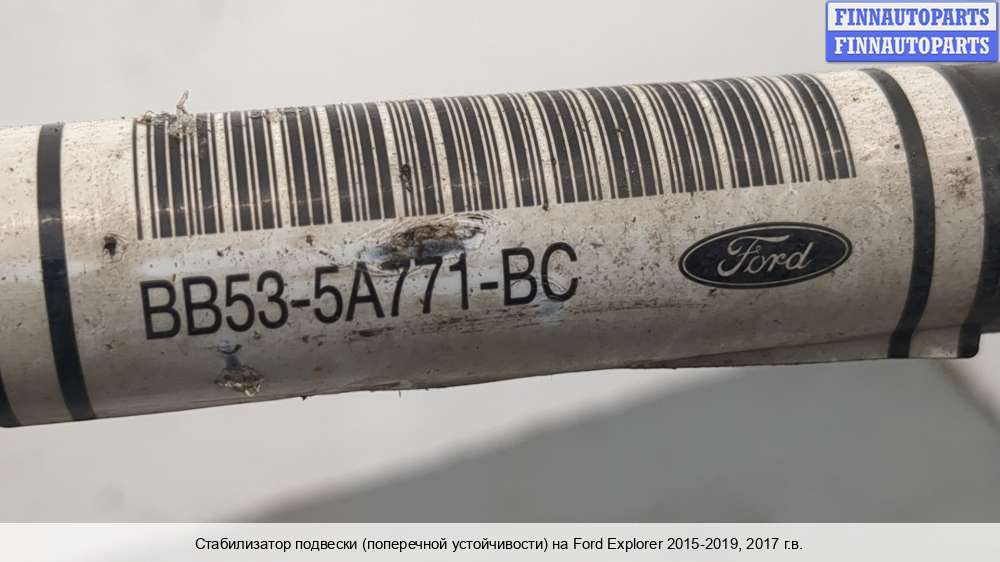 FINNAUTOPARTS
FINNAUTOPARTS
BB53-5A771-BC
Ford
Стабилизатор подвески (поперечной устойчивости) на Ford Explorer 2015-2019, 2017 г.в.